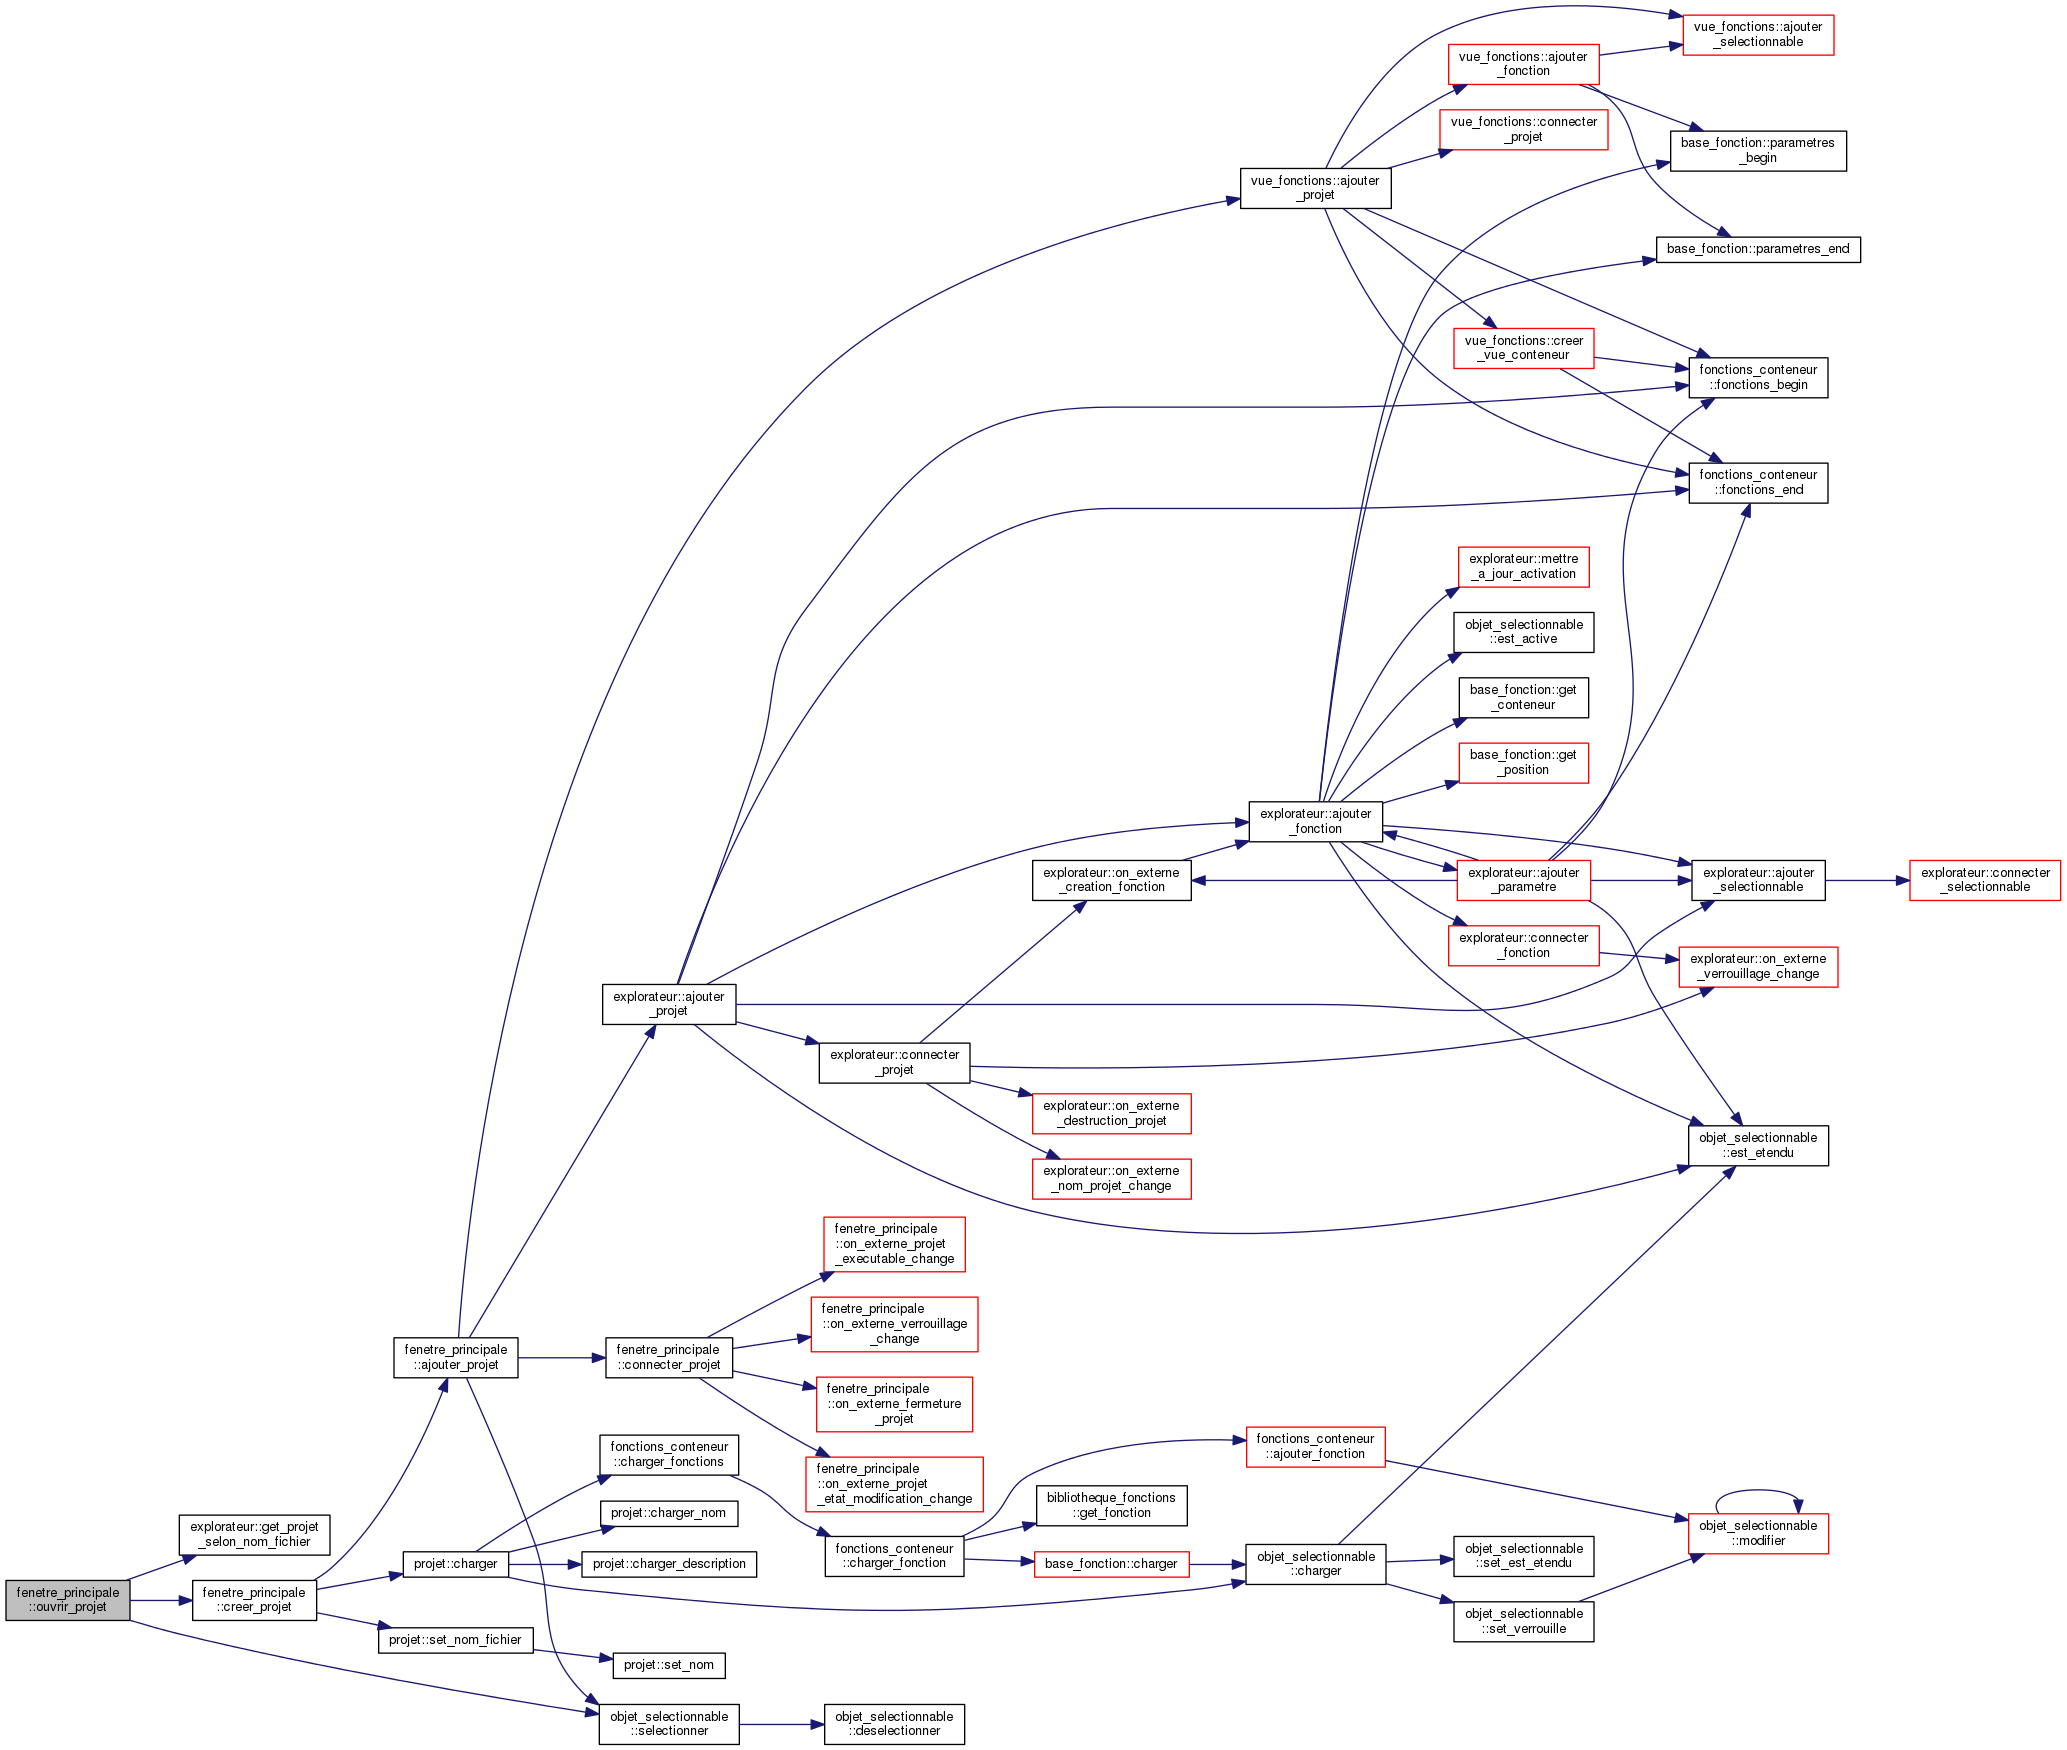 vue_fonctions::ajouter
_selectionnable
vue_fonctions::ajouter
_fonction
vue_fonctions::connecter
_projet
base_fonction::parametres
_begin
vue_fonctions::ajouter
_projet
base_fonction::parametres_end
vue_fonctions::creer
_vue_conteneur
fonctions_conteneur
::fonctions_begin
fonctions_conteneur
::fonctions_end
explorateur::mettre
_a_jour_activation
objet_selectionnable
::est_active
base_fonction::get
_conteneur
base_fonction::get
_position
explorateur::ajouter
_fonction
explorateur::on_externe
_creation_fonction
explorateur::ajouter
_parametre
explorateur::ajouter
_selectionnable
explorateur::connecter
_selectionnable
explorateur::connecter
_fonction
explorateur::on_externe
_verrouillage_change
explorateur::ajouter
_projet
explorateur::connecter
_projet
explorateur::on_externe
_destruction_projet
objet_selectionnable
::est_etendu
explorateur::on_externe
_nom_projet_change
fenetre_principale
::on_externe_projet
_executable_change
fenetre_principale
::on_externe_verrouillage
_change
fenetre_principale
::ajouter_projet
fenetre_principale
::connecter_projet
fenetre_principale
::on_externe_fermeture
_projet
fonctions_conteneur
::charger_fonctions
fonctions_conteneur
::ajouter_fonction
fenetre_principale
::on_externe_projet
_etat_modification_change
bibliotheque_fonctions
::get_fonction
projet::charger_nom
explorateur::get_projet
_selon_nom_fichier
objet_selectionnable
::modifier
fonctions_conteneur
::charger_fonction
projet::charger
projet::charger_description
base_fonction::charger
objet_selectionnable
::charger
objet_selectionnable
::set_est_etendu
fenetre_principale
::ouvrir_projet
fenetre_principale
::creer_projet
objet_selectionnable
::set_verrouille
projet::set_nom_fichier
projet::set_nom
objet_selectionnable
::selectionner
objet_selectionnable
::deselectionner